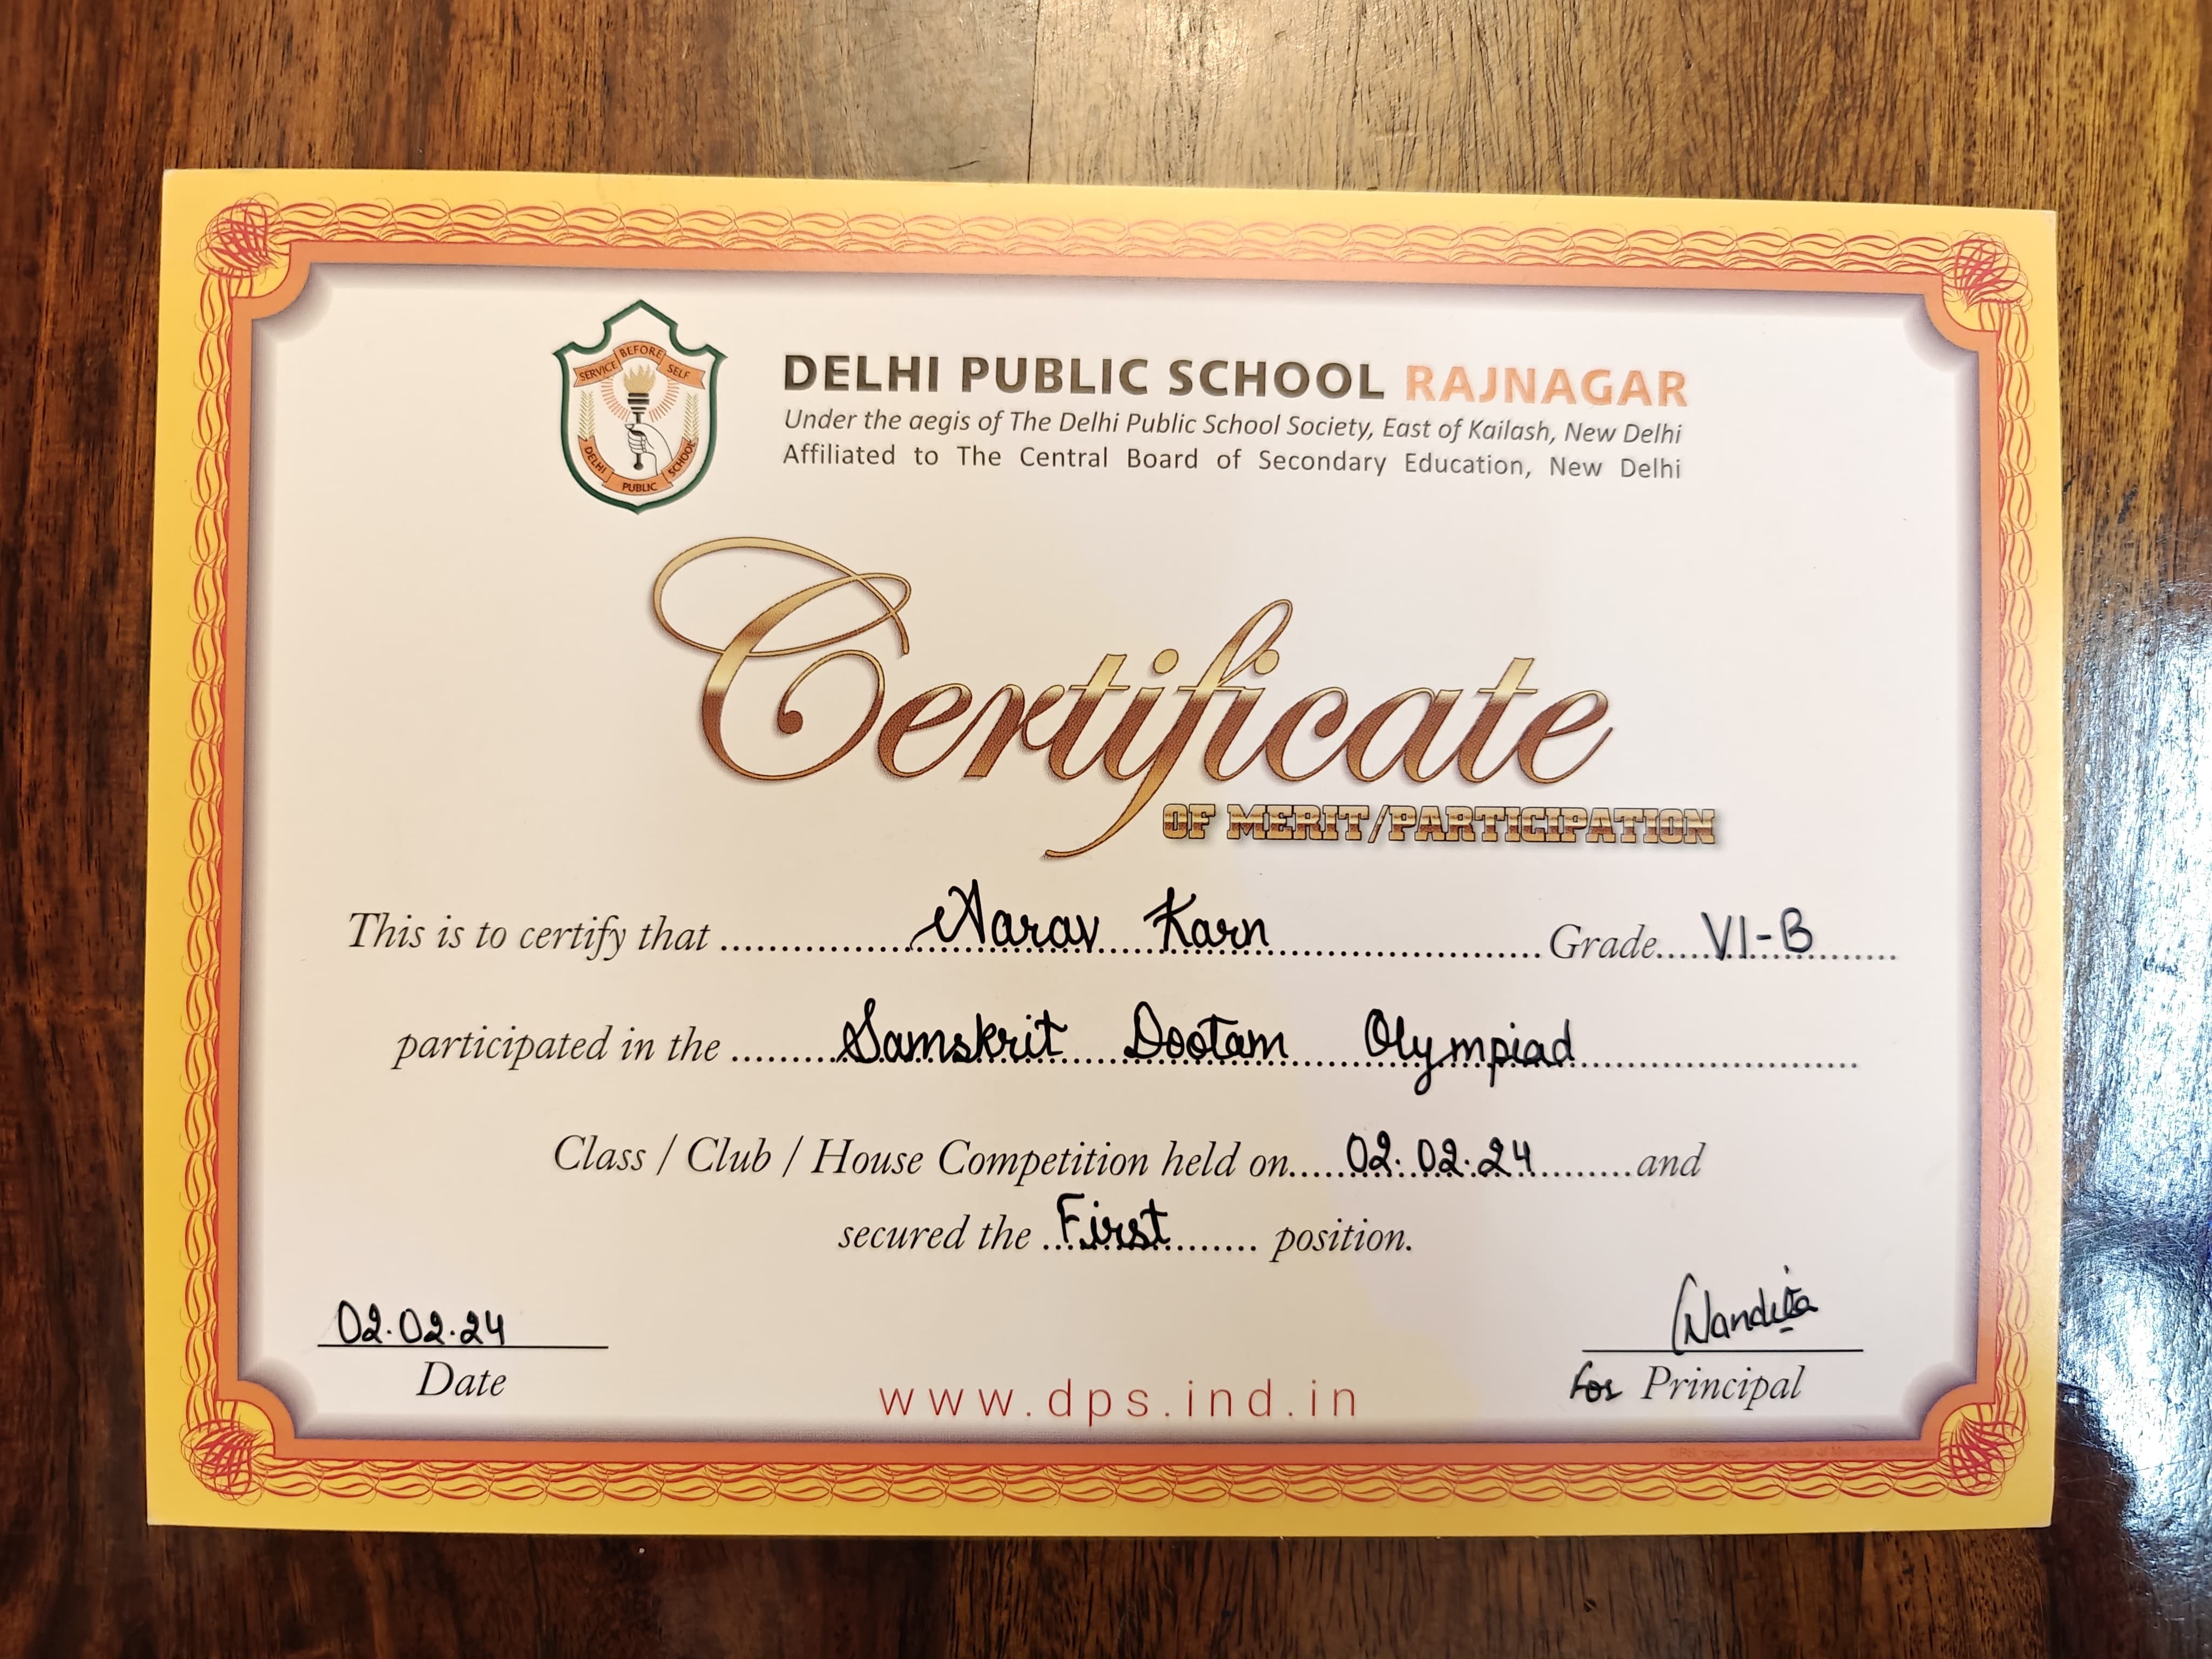 SERVICE BEFORE SELF
DELHI PUBLIC SCHOOL
DELHI PUBLIC SCHOOL RAJNAGAR
Under the aegis of The Delhi Public School Society, East of Kailash, New Delhi
Affiliated to The Central Board of Secondary Education, New Delhi
Certificate
OF MERIT/PARTICIPATION
This is to certify that Aarav Karn Grade VI-B
participated in the Samskrit Dootam Olympiad
Class / Club / House Competition held on 02.02.24 and
secured the First position.
02.02.24
Date
Nandita
for Principal
www.dps.ind.in